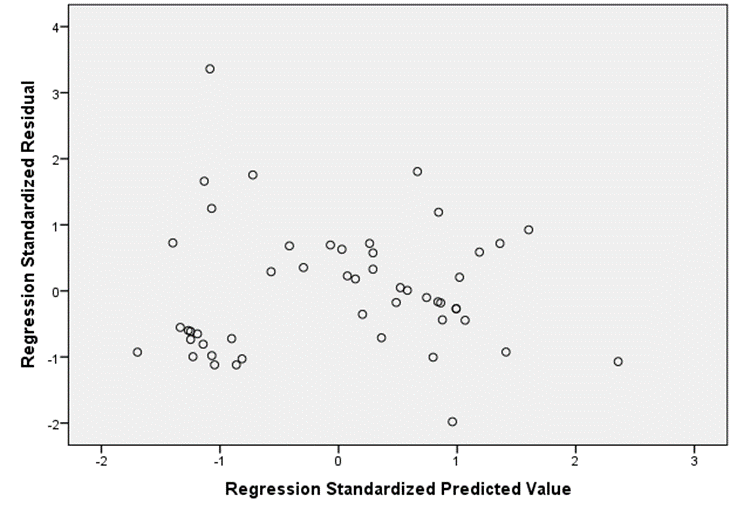 4
3
2
1
0
-1
-2
Regression Standardized Residual
-2 -1 0 1 2 3
Regression Standardized Predicted Value